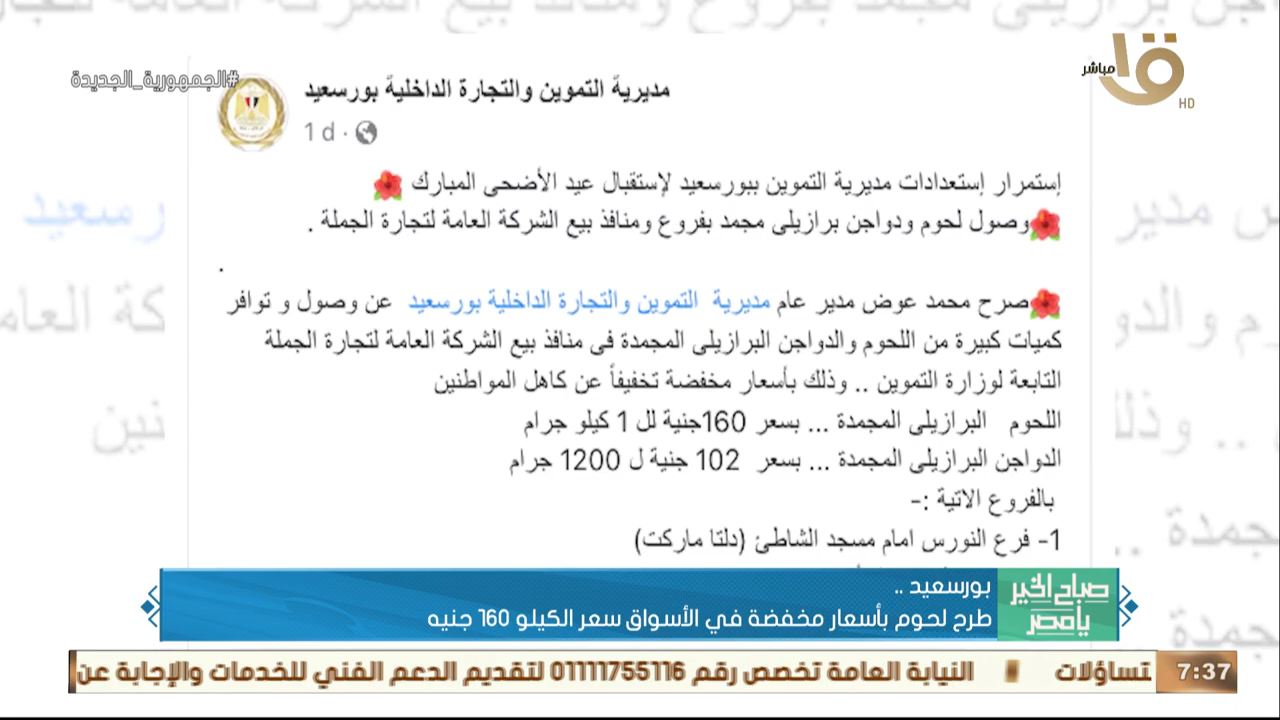 #الجمهورية_الجديدة
مباشر
HD
مديرية التموين والتجارة الداخلية بورسعيد
1 d ·
إستمرار إستعدادات مديرية التموين ببورسعيد لإستقبال عيد الأضحى المبارك
وصول لحوم ودواجن برازيلى مجمد بفروع ومنافذ بيع الشركة العامة لتجارة الجملة .
.
صرح محمد عوض مدير عام مديرية التموين والتجارة الداخلية بورسعيد عن وصول و توافر
كميات كبيرة من اللحوم والدواجن البرازيلى المجمدة فى منافذ بيع الشركة العامة لتجارة الجملة
التابعة لوزارة التموين .. وذلك بأسعار مخفضة تخفيفاً عن كاهل المواطنين
اللحوم البرازيلى المجمدة ... بسعر 160جنية لل 1 كيلو جرام
الدواجن البرازيلى المجمدة ... بسعر 102 جنية ل 1200 جرام
بالفروع الاتية :-
1- فرع النورس امام مسجد الشاطئ (دلتا ماركت)
صباح الخير يا مصر
بورسعيد ..
طرح لحوم بأسعار مخفضة في الأسواق سعر الكيلو 160 جنيه
7:37
تساؤلات النيابة العامة تخصص رقم 01111755116 لتقديم الدعم الفني للخدمات والإجابة عن